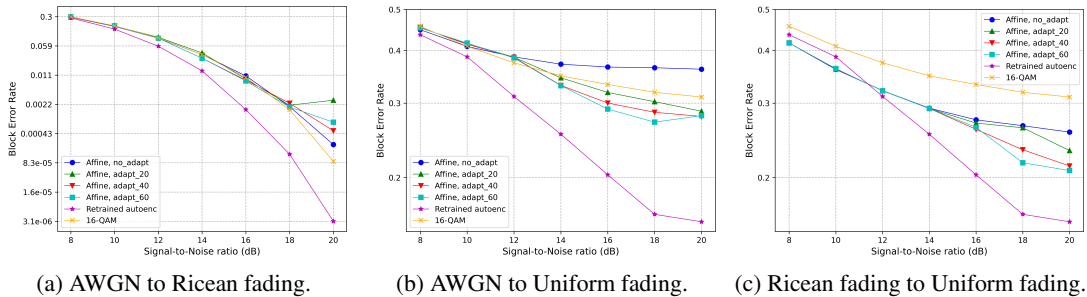 0.3
0.059
0.011
0.0022
0.00043
8.3e-05
1.6e-05
3.1e-06
Block Error Rate
8 10 12 14 16 18 20
Signal-to-Noise ratio (dB)
Affine, no_adapt
Affine, adapt_20
Affine, adapt_40
Affine, adapt_60
Retrained autoenc
16-QAM
(a) AWGN to Ricean fading.
0.5
0.4
0.3
0.2
Block Error Rate
8 10 12 14 16 18 20
Signal-to-Noise ratio (dB)
Affine, no_adapt
Affine, adapt_20
Affine, adapt_40
Affine, adapt_60
Retrained autoenc
16-QAM
(b) AWGN to Uniform fading.
0.5
0.4
0.3
0.2
Block Error Rate
8 10 12 14 16 18 20
Signal-to-Noise ratio (dB)
Affine, no_adapt
Affine, adapt_20
Affine, adapt_40
Affine, adapt_60
Retrained autoenc
16-QAM
(c) Ricean fading to Uniform fading.